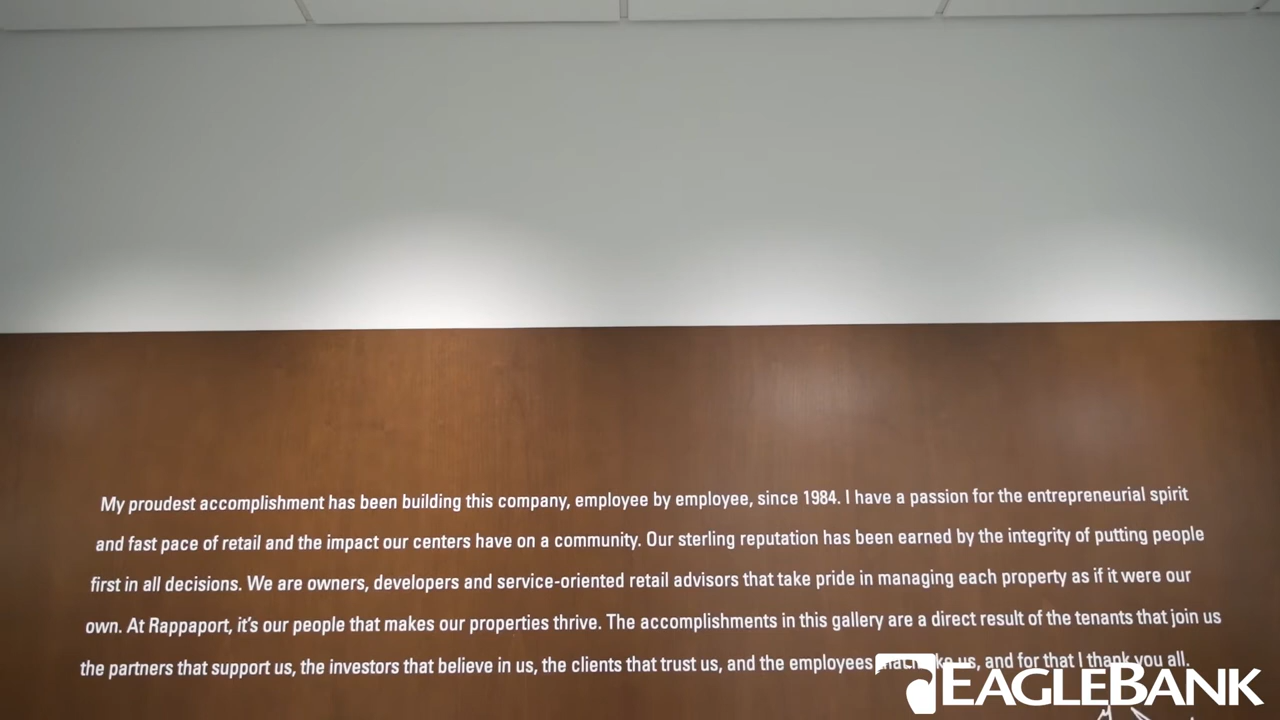 My proudest accomplishment has been building this company, employee by employee, since 1984. I have a passion for the entrepreneurial spirit
and fast pace of retail and the impact our centers have on a community. Our sterling reputation has been earned by the integrity of putting people
first in all decisions. We are owners, developers and service-oriented retail advisors that take pride in managing each property as if it were our
own. At Rappaport, it's our people that makes our properties thrive. The accomplishments in this gallery are a direct result of the tenants that join us
the partners that support us, the investors that believe in us, the clients that trust us, and the employees that make us, and for that I thank you all.
EAGLEBANK